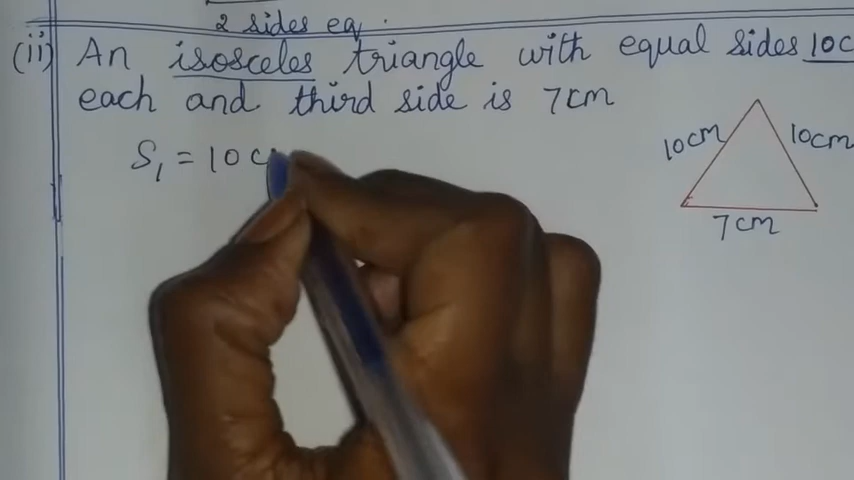 2 sides eq.
(ii) An isosceles triangle with equal sides 10c
each and third side is 7cm
S₁ = 10 c
10cm
10cm
7cm